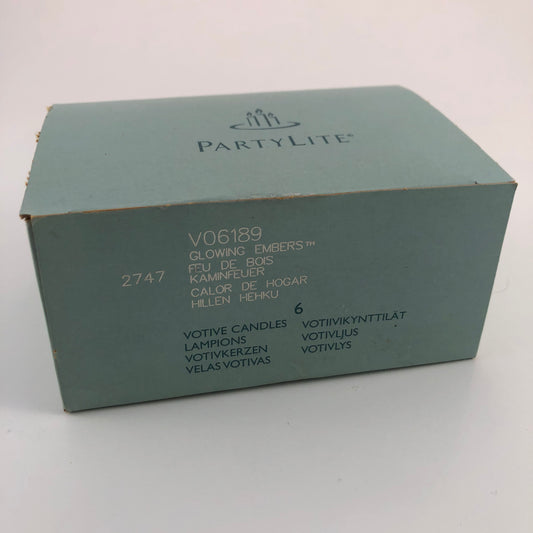 PARTYLITE®
V06189
GLOWING EMBERS™
2747 FEU DE BOIS
KAMINFEUER
CALOR DE HOGAR
HILLEN HEHKU
6
VOTIVE CANDLES VOTIIVIKYNTTILÄT
LAMPIONS VOTIVLJUS
VOTIVKERZEN VOTIVLYS
VELAS VOTIVAS